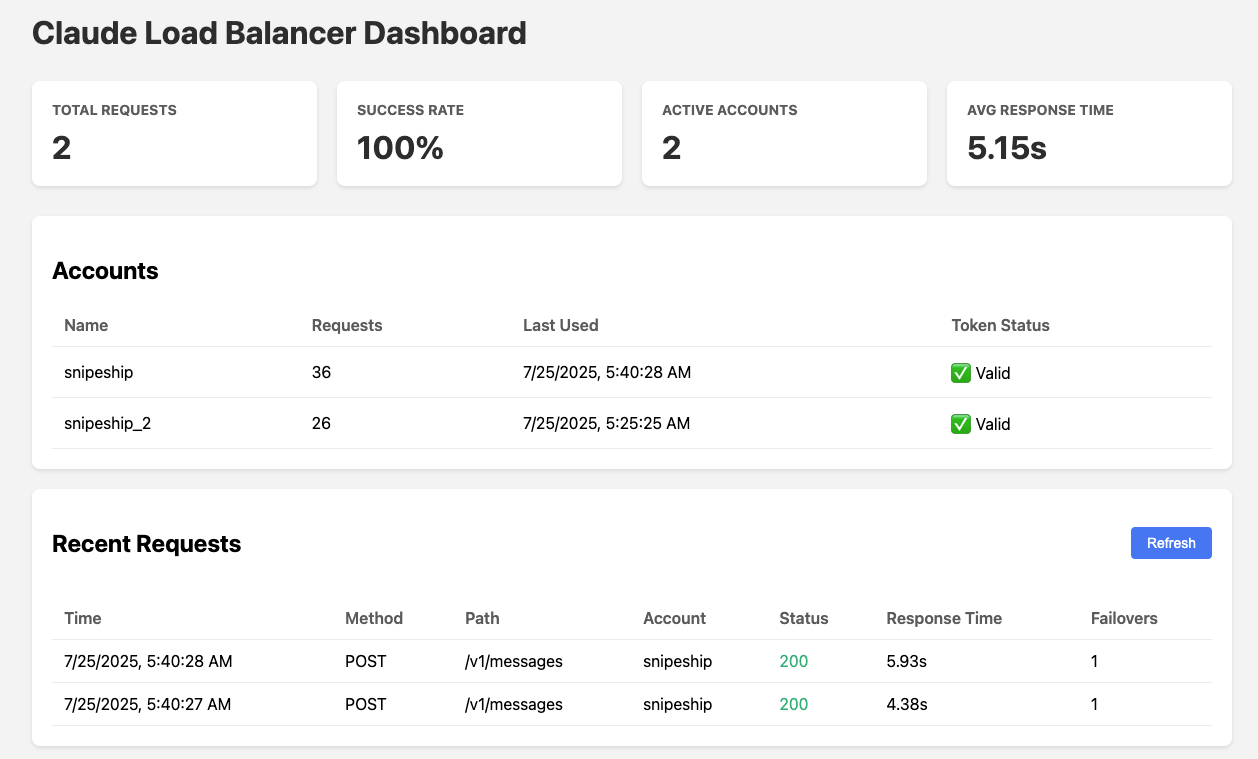 Claude Load Balancer Dashboard
TOTAL REQUESTS SUCCESS RATE ACTIVE ACCOUNTS AVG RESPONSE TIME
2 100% 2 5.15s
Accounts
Name Requests Last Used Token Status
snipeship 36 7/25/2025, 5:40:28 AM ✅ Valid
snipeship_2 26 7/25/2025, 5:25:25 AM ✅ Valid
Recent Requests Refresh
Time Method Path Account Status Response Time Failovers
7/25/2025, 5:40:28 AM POST /v1/messages snipeship 200 5.93s 1
7/25/2025, 5:40:27 AM POST /v1/messages snipeship 200 4.38s 1